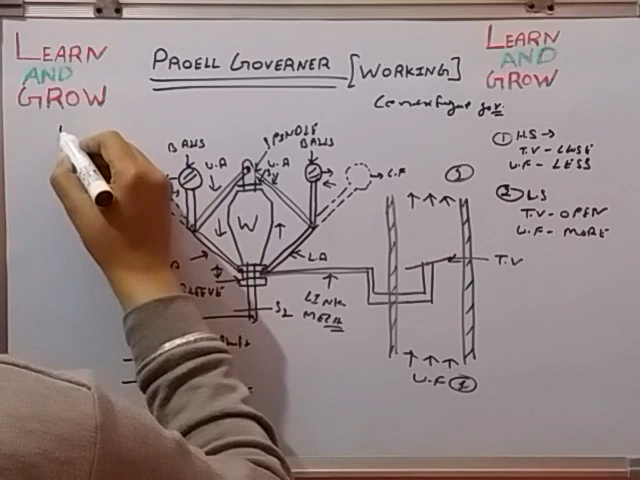 LEARN
AND
GROW
PROELL GOVERNER [WORKING]
LEARN
AND
GROW
Centrifugal gov.
① H.S →
T.V - CLOSE
W.F - LESS
② L.S
T.V - OPEN
W.F - MORE
BALLS
SPINDLE
BALLS
U.A
U.A
C.F
W
③
A
L.A
SLEEVE
LINK
MECH
T.V
W.F ①